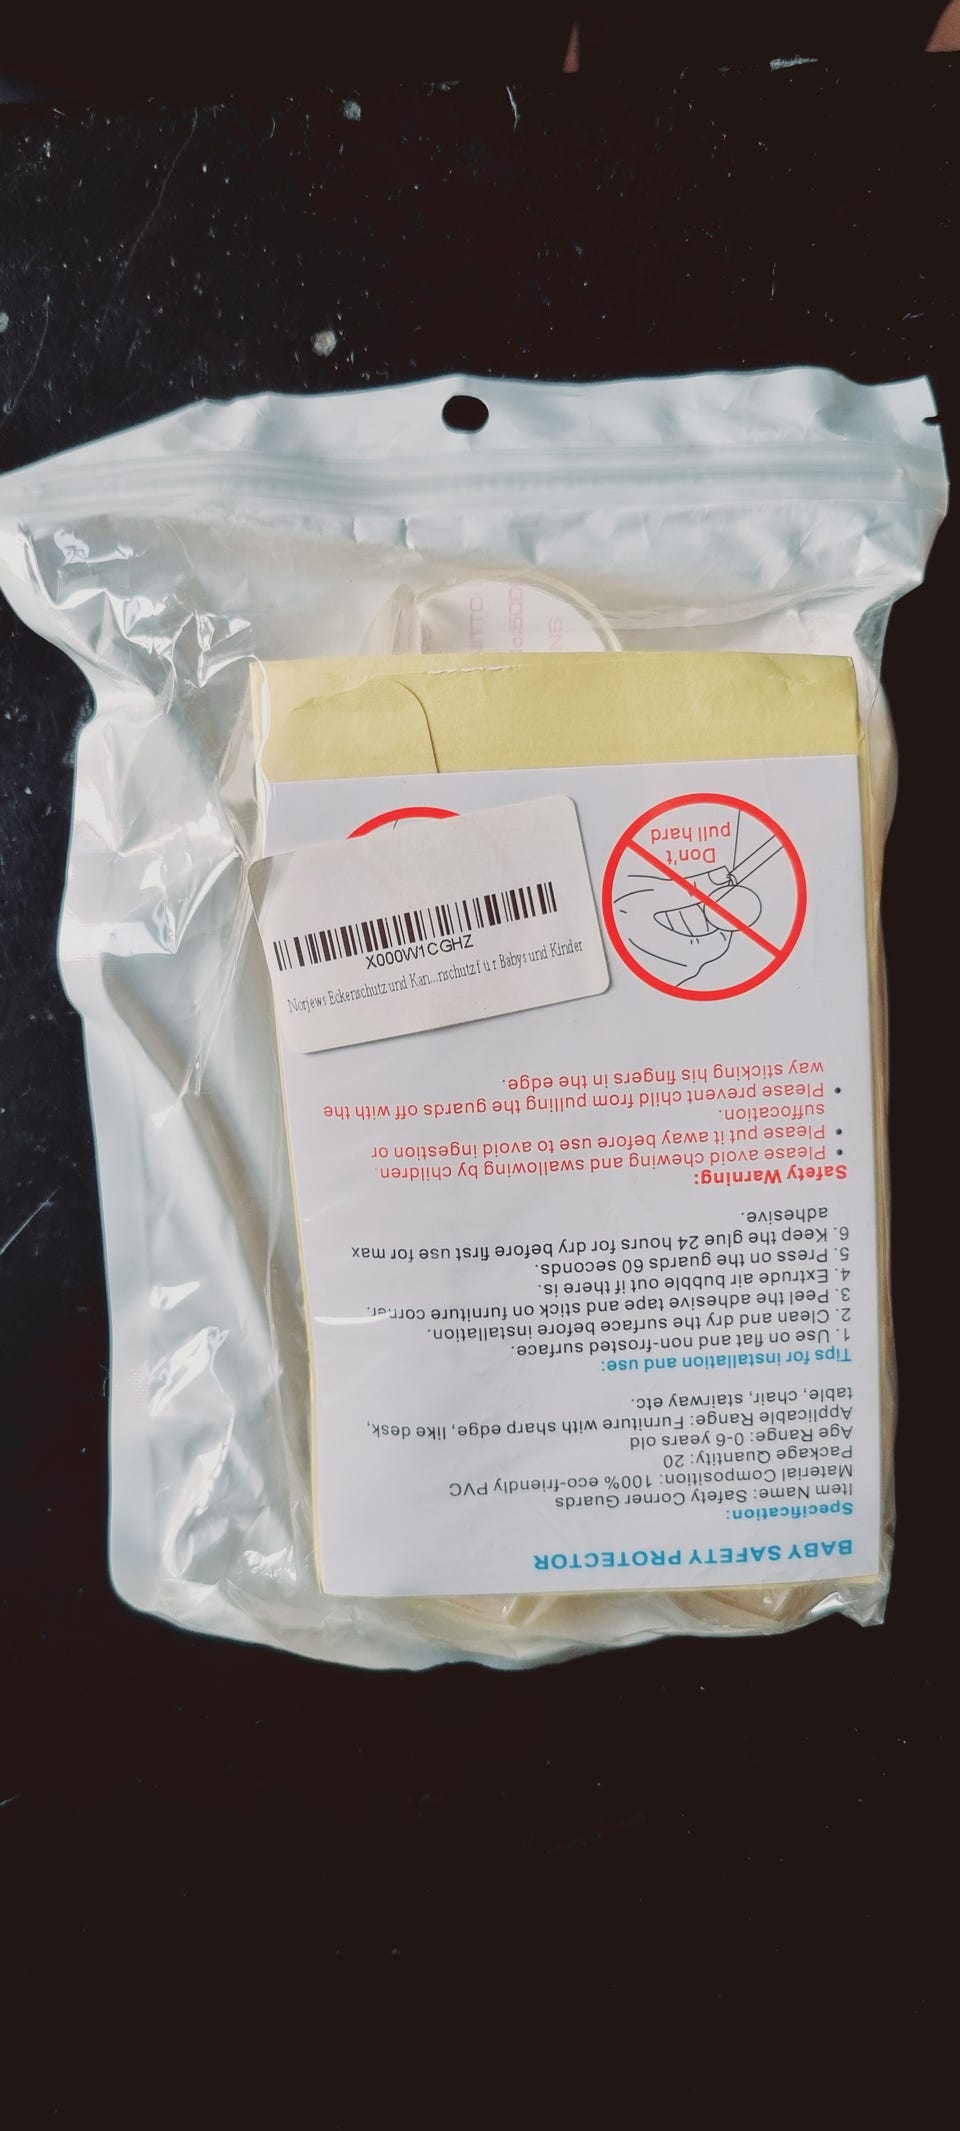 BABY SAFETY PROTECTOR
Specification:
Item Name: Safety Corner Guards
Material Composition: 100% eco-friendly PVC
Package Quantity: 20
Age Range: 0-6 years old
Applicable Range: Furniture with sharp edge, like desk,
table, chair, stairway etc.
Tips for installation and use:
1. Use on flat and non-frosted surface.
2. Clean and dry the surface before installation.
3. Peel the adhesive tape and stick on furniture corner.
4. Extrude air bubble out if there is.
5. Press on the guards 60 seconds.
6. Keep the glue 24 hours for dry before first use for max
adhesive.
Safety Warning:
• Please avoid chewing and swallowing by children.
• Please put it away before use to avoid ingestion or
suffocution.
• Please prevent child from pulling the guards off with the
way sticking his fingers in the edge.
Don't
pull hard
X000W1CGHZ
Norjews Eckenschutz und Kan...nschutz f ü r Babys und Kinder